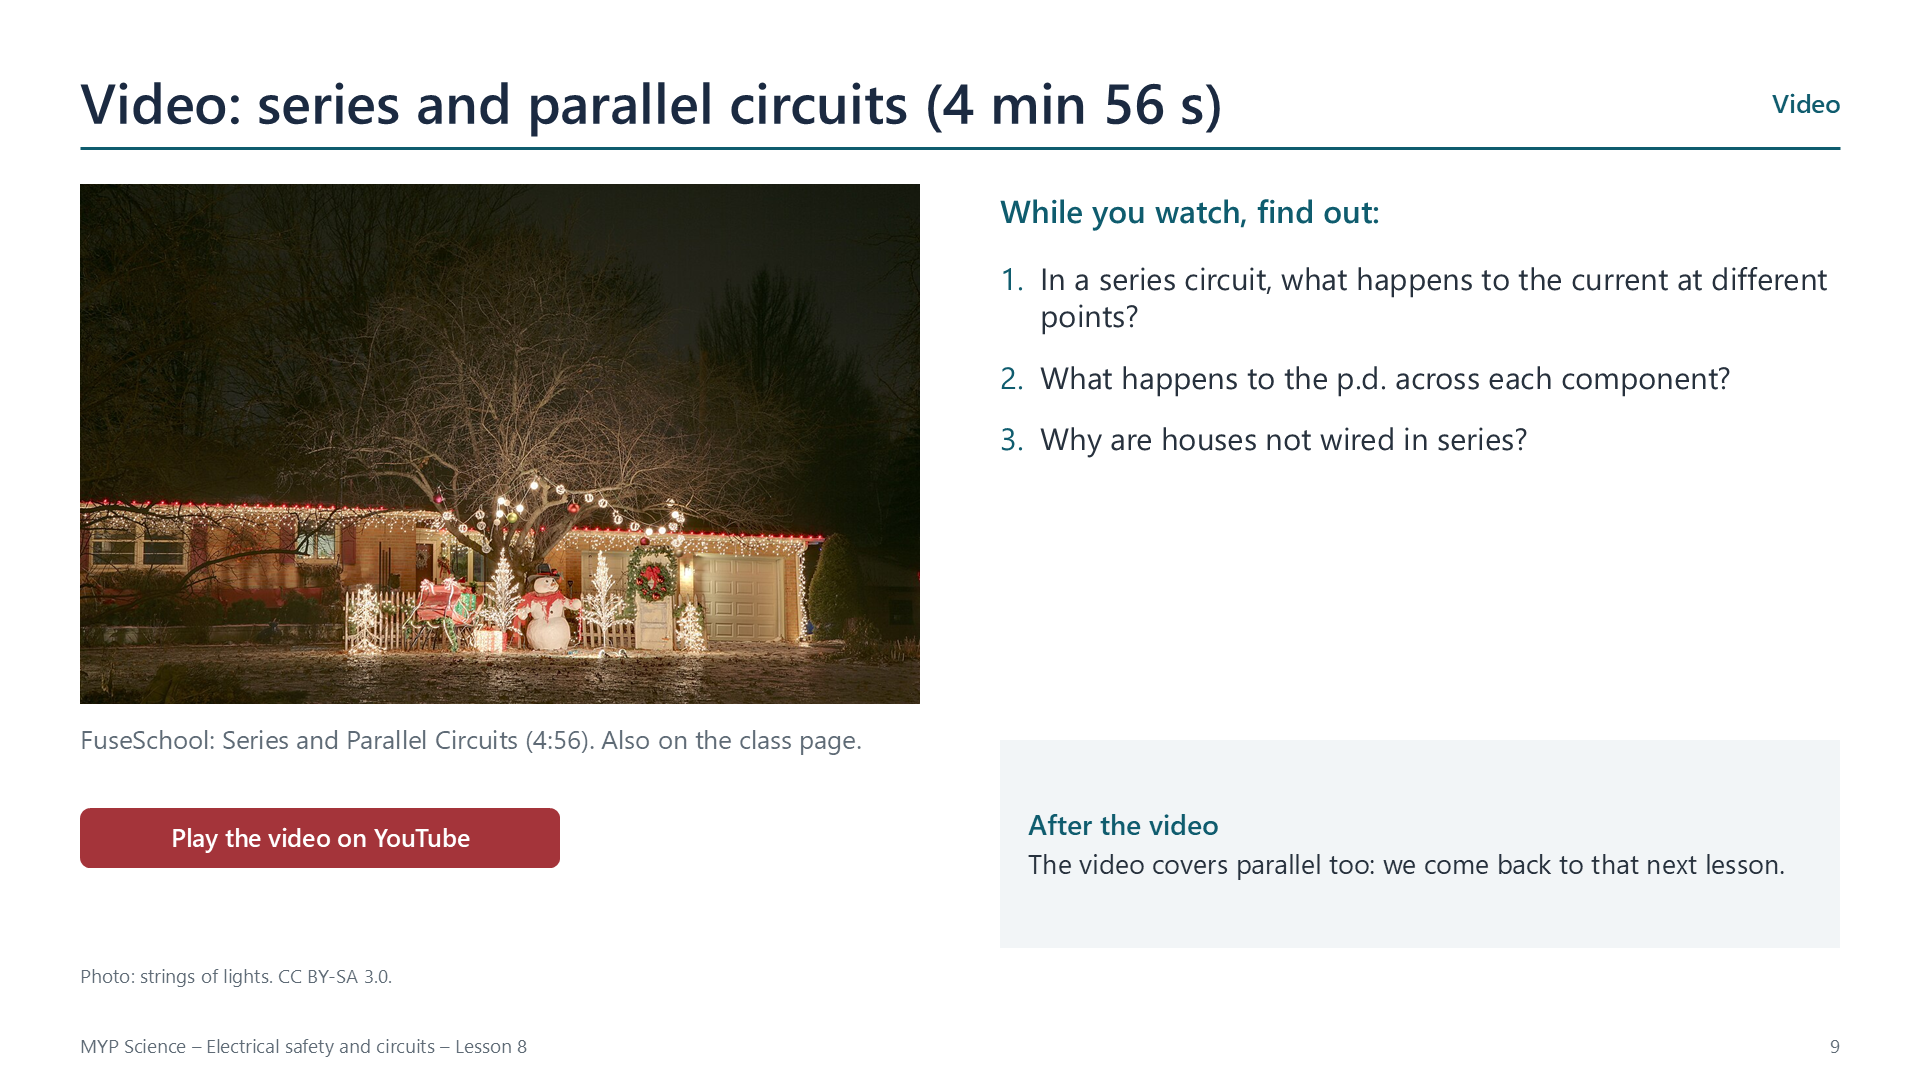 Video: series and parallel circuits (4 min 56 s)
Video
FuseSchool: Series and Parallel Circuits (4:56). Also on the class page.
Play the video on YouTube
Photo: strings of lights. CC BY-SA 3.0.
While you watch, find out:
1. In a series circuit, what happens to the current at different
points?
2. What happens to the p.d. across each component?
3. Why are houses not wired in series?
After the video
The video covers parallel too: we come back to that next lesson.
MYP Science – Electrical safety and circuits – Lesson 8
9